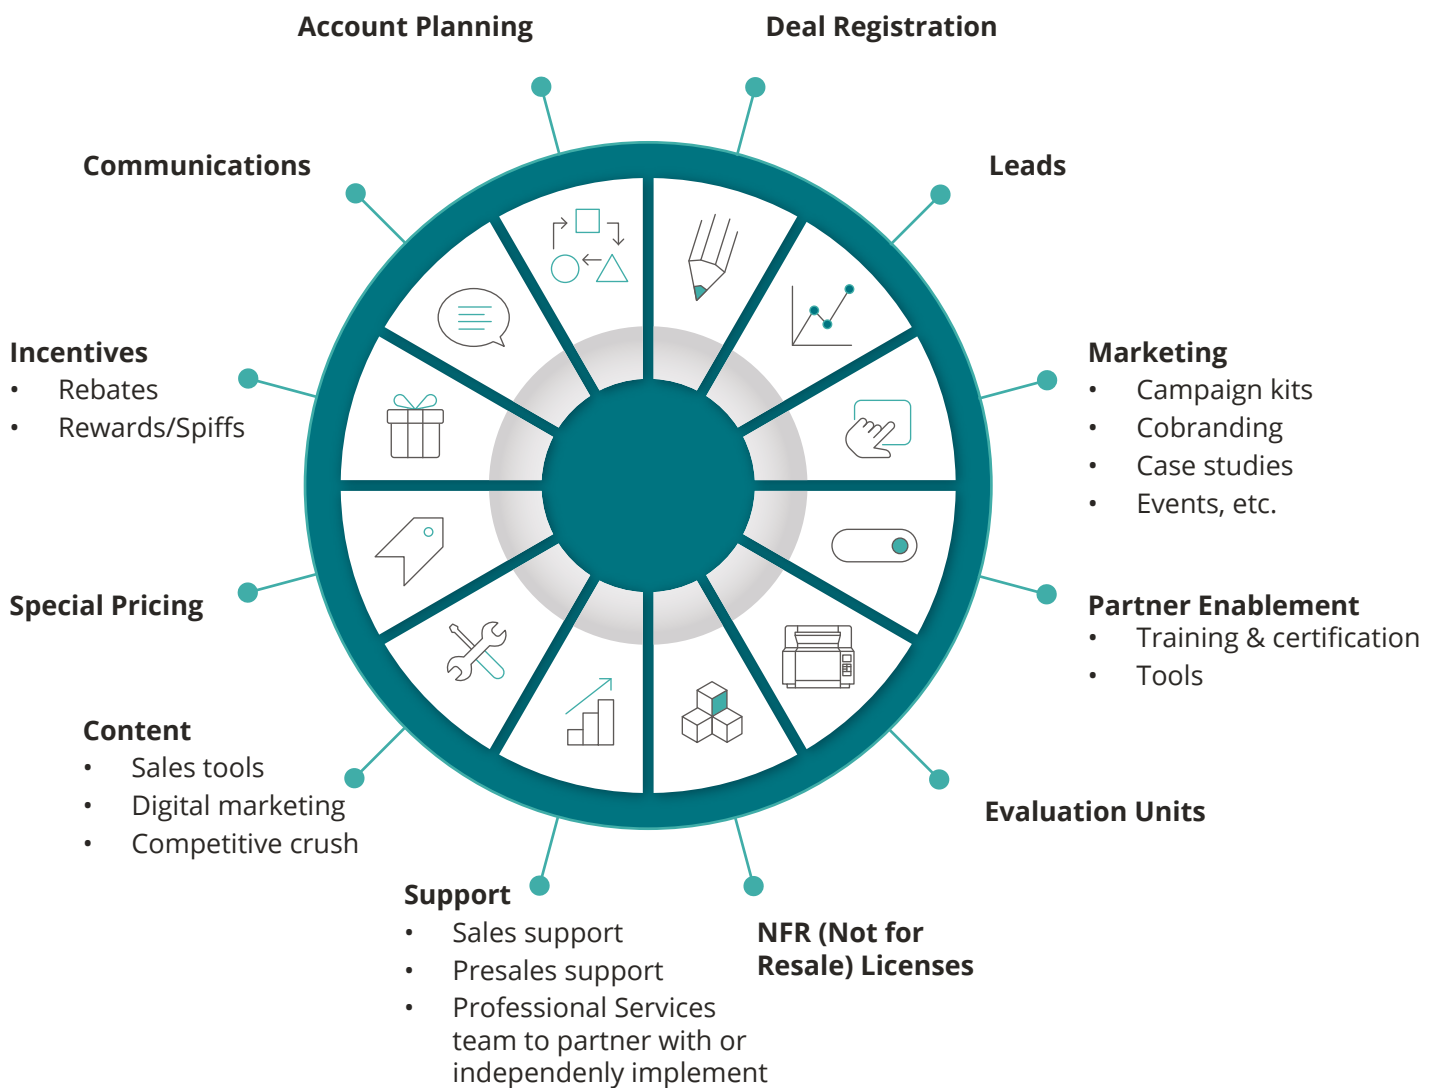 Account Planning
Deal Registration
Communications
Leads
Incentives
• Rebates
• Rewards/Spiffs
Marketing
• Campaign kits
• Cobranding
• Case studies
• Events, etc.
Special Pricing
Partner Enablement
• Training & certification
• Tools
Content
• Sales tools
• Digital marketing
• Competitive crush
Evaluation Units
Support
• Sales support
• Presales support
• Professional Services
team to partner with or
independenly implement
NFR (Not for
Resale) Licenses